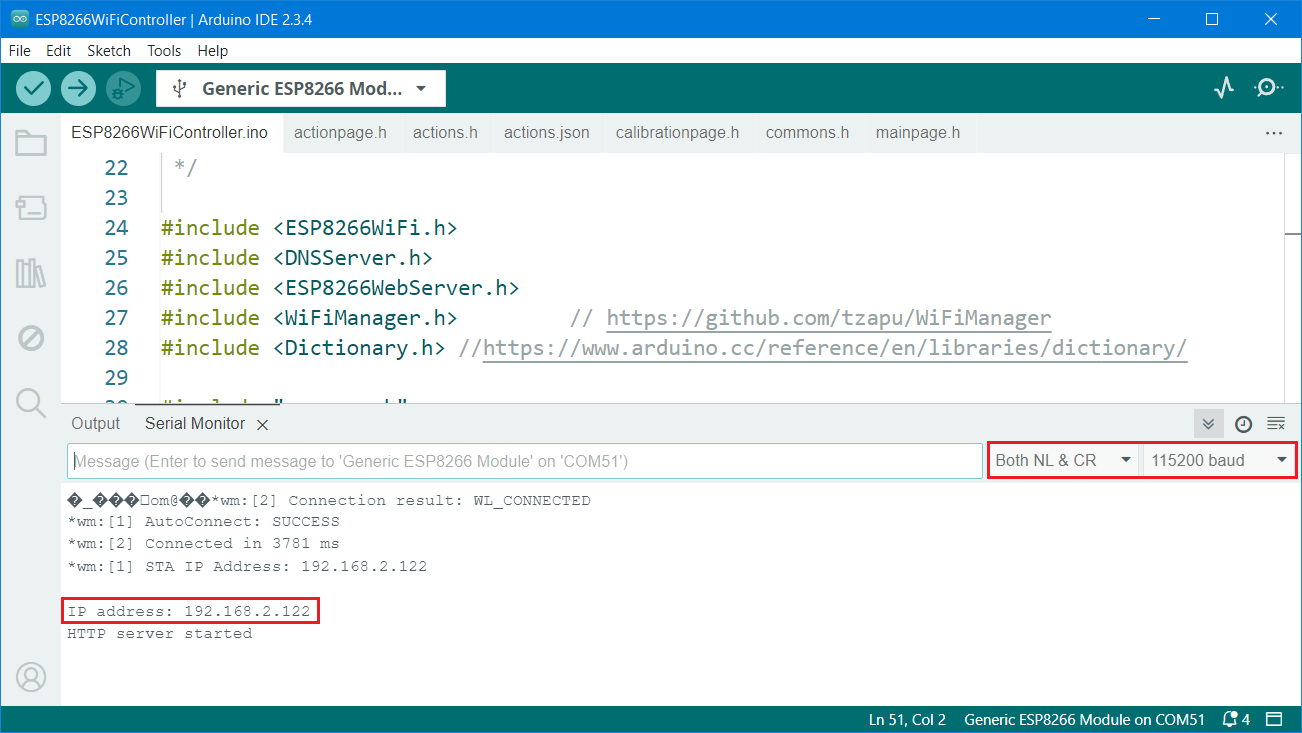 ESP8266WiFiController | Arduino IDE 2.3.4
File Edit Sketch Tools Help
Generic ESP8266 Mod...
ESP8266WiFiController.ino actionpage.h actions.h actions.json calibrationpage.h commons.h mainpage.h ...
22 */
23
24 #include <ESP8266WiFi.h>
25 #include <DNSServer.h>
26 #include <ESP8266WebServer.h>
27 #include <WiFiManager.h> // https://github.com/tzapu/WiFiManager
28 #include <Dictionary.h> //https://www.arduino.cc/reference/en/libraries/dictionary/
29
Output Serial Monitor
Message (Enter to send message to 'Generic ESP8266 Module' on 'COM51') Both NL & CR 115200 baud
�_���□om@��*wm:[2] Connection result: WL_CONNECTED
*wm:[1] AutoConnect: SUCCESS
*wm:[2] Connected in 3781 ms
*wm:[1] STA IP Address: 192.168.2.122
IP address: 192.168.2.122
HTTP server started
Ln 51, Col 2 Generic ESP8266 Module on COM51 4